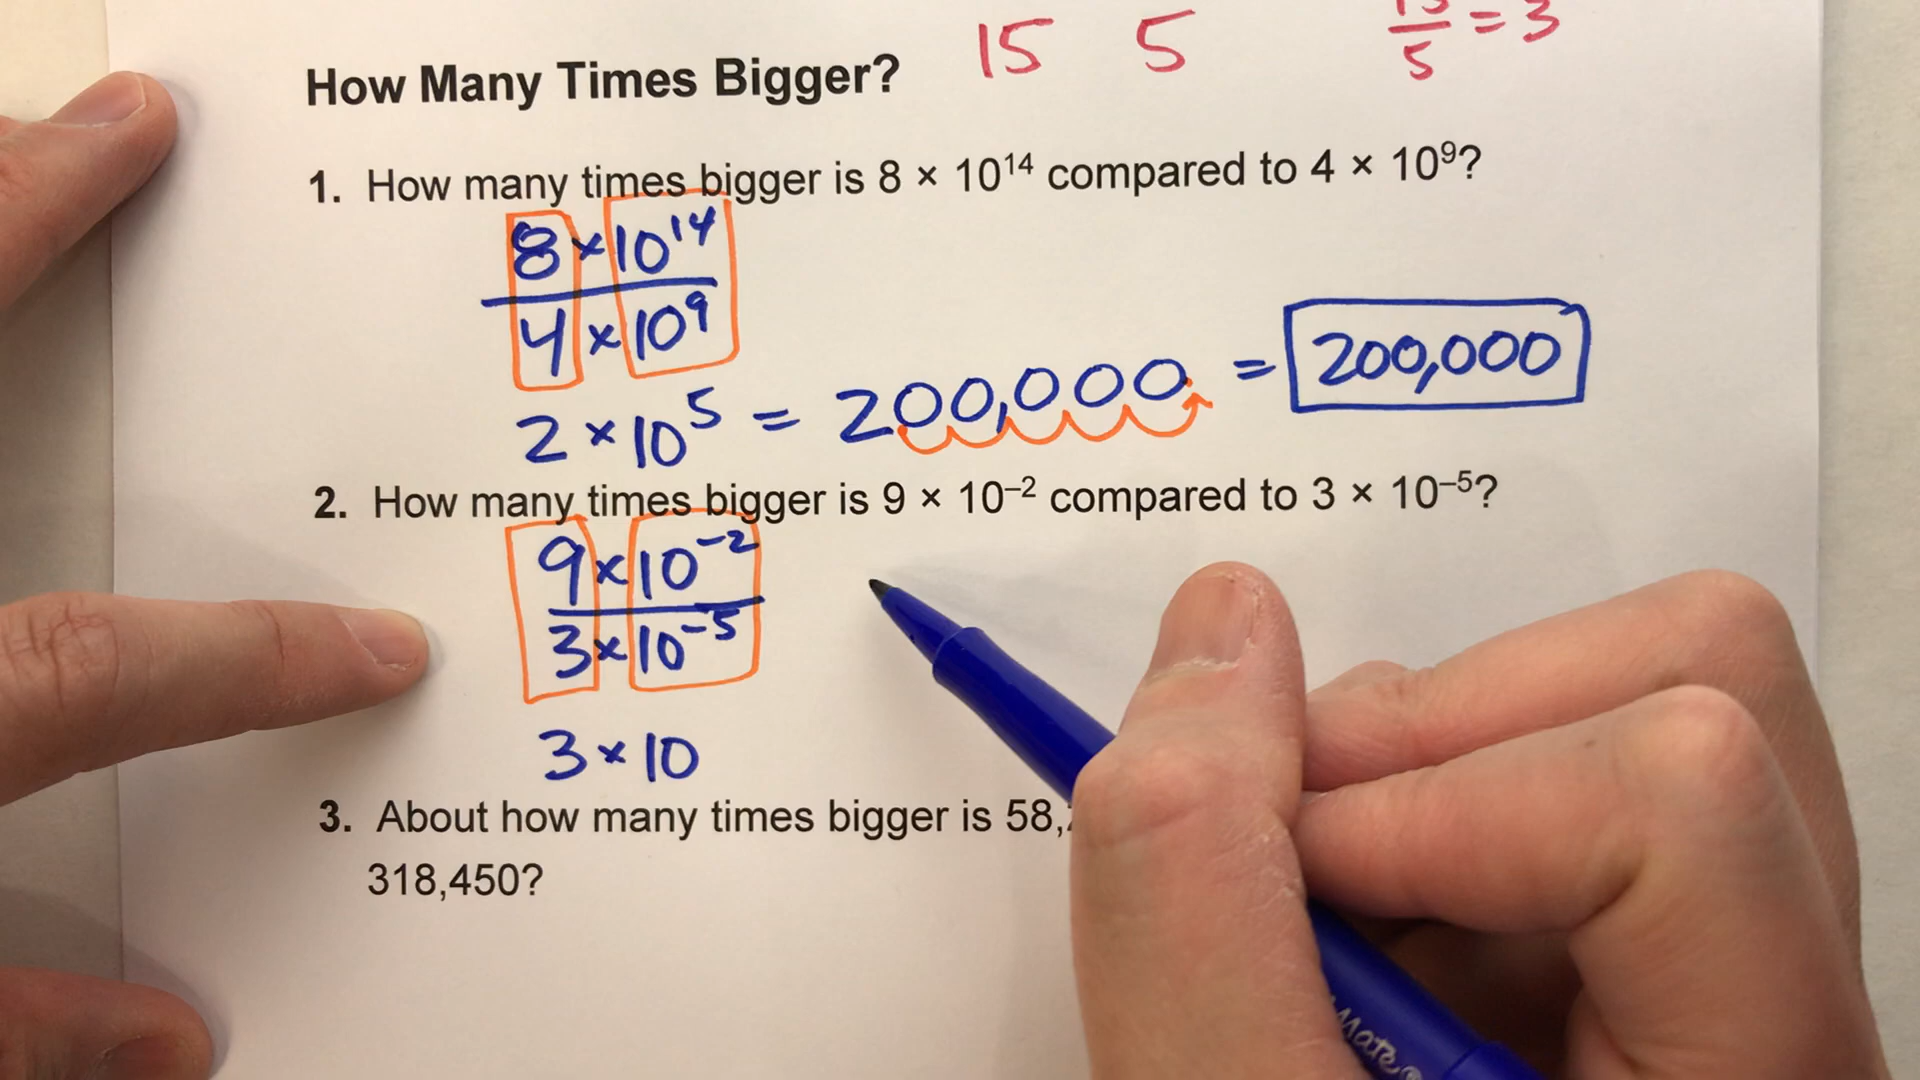 15 5 15/5 = 3
How Many Times Bigger?
1. How many times bigger is 8 × 10¹⁴ compared to 4 × 10⁹?
8 × 10¹⁴
4 × 10⁹
2 × 10⁵ = 200,000 = 200,000
2. How many times bigger is 9 × 10⁻² compared to 3 × 10⁻⁵?
9 × 10⁻²
3 × 10⁻⁵
3 × 10
3. About how many times bigger is 58,
318,450?
Mate